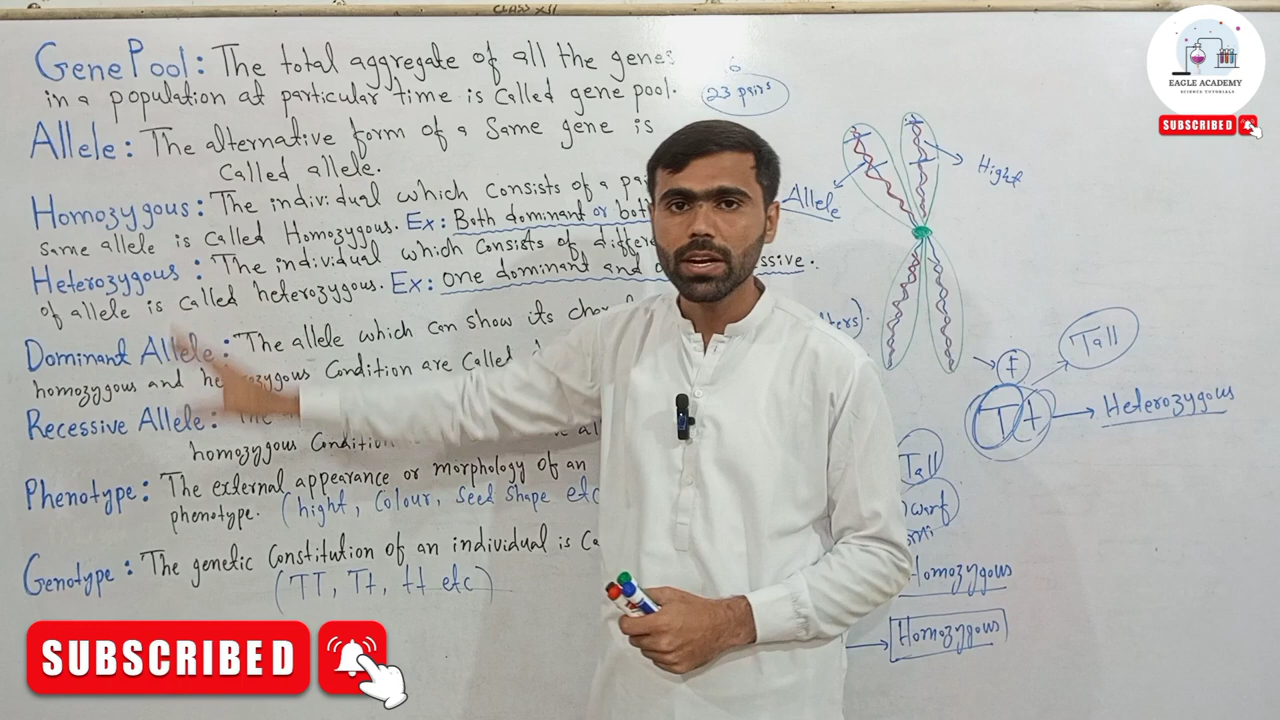 CLASS XII
Gene Pool: The total aggregate of all the genes
in a population at particular time is called gene pool.
Allele: The alternative form of a same gene is
Called allele.
Homozygous: The individual which consists of a
same allele is called Homozygous. Ex: Both dominant or
Heterozygous: The individual which consists of
of allele is called heterozygous. Ex: one dominant and
Dominant Allele: The allele which can show its
homozygous and Condition are Called
Recessive Allele:
homozygous Condition
Phenotype: The external appearance or morphology of an
phenotype. (hight, Colour, Seed Shape etc
Genotype: The genetic Constitution of an individual is
(TT, Tt, tt etc)
23 pairs
Allele
Hight
Tall
t
T t
Heterozygous
Tall
Homozygous
Homozygous
EAGLE ACADEMY
SCIENCE TUTORIALS
SUBSCRIBED
SUBSCRIBED